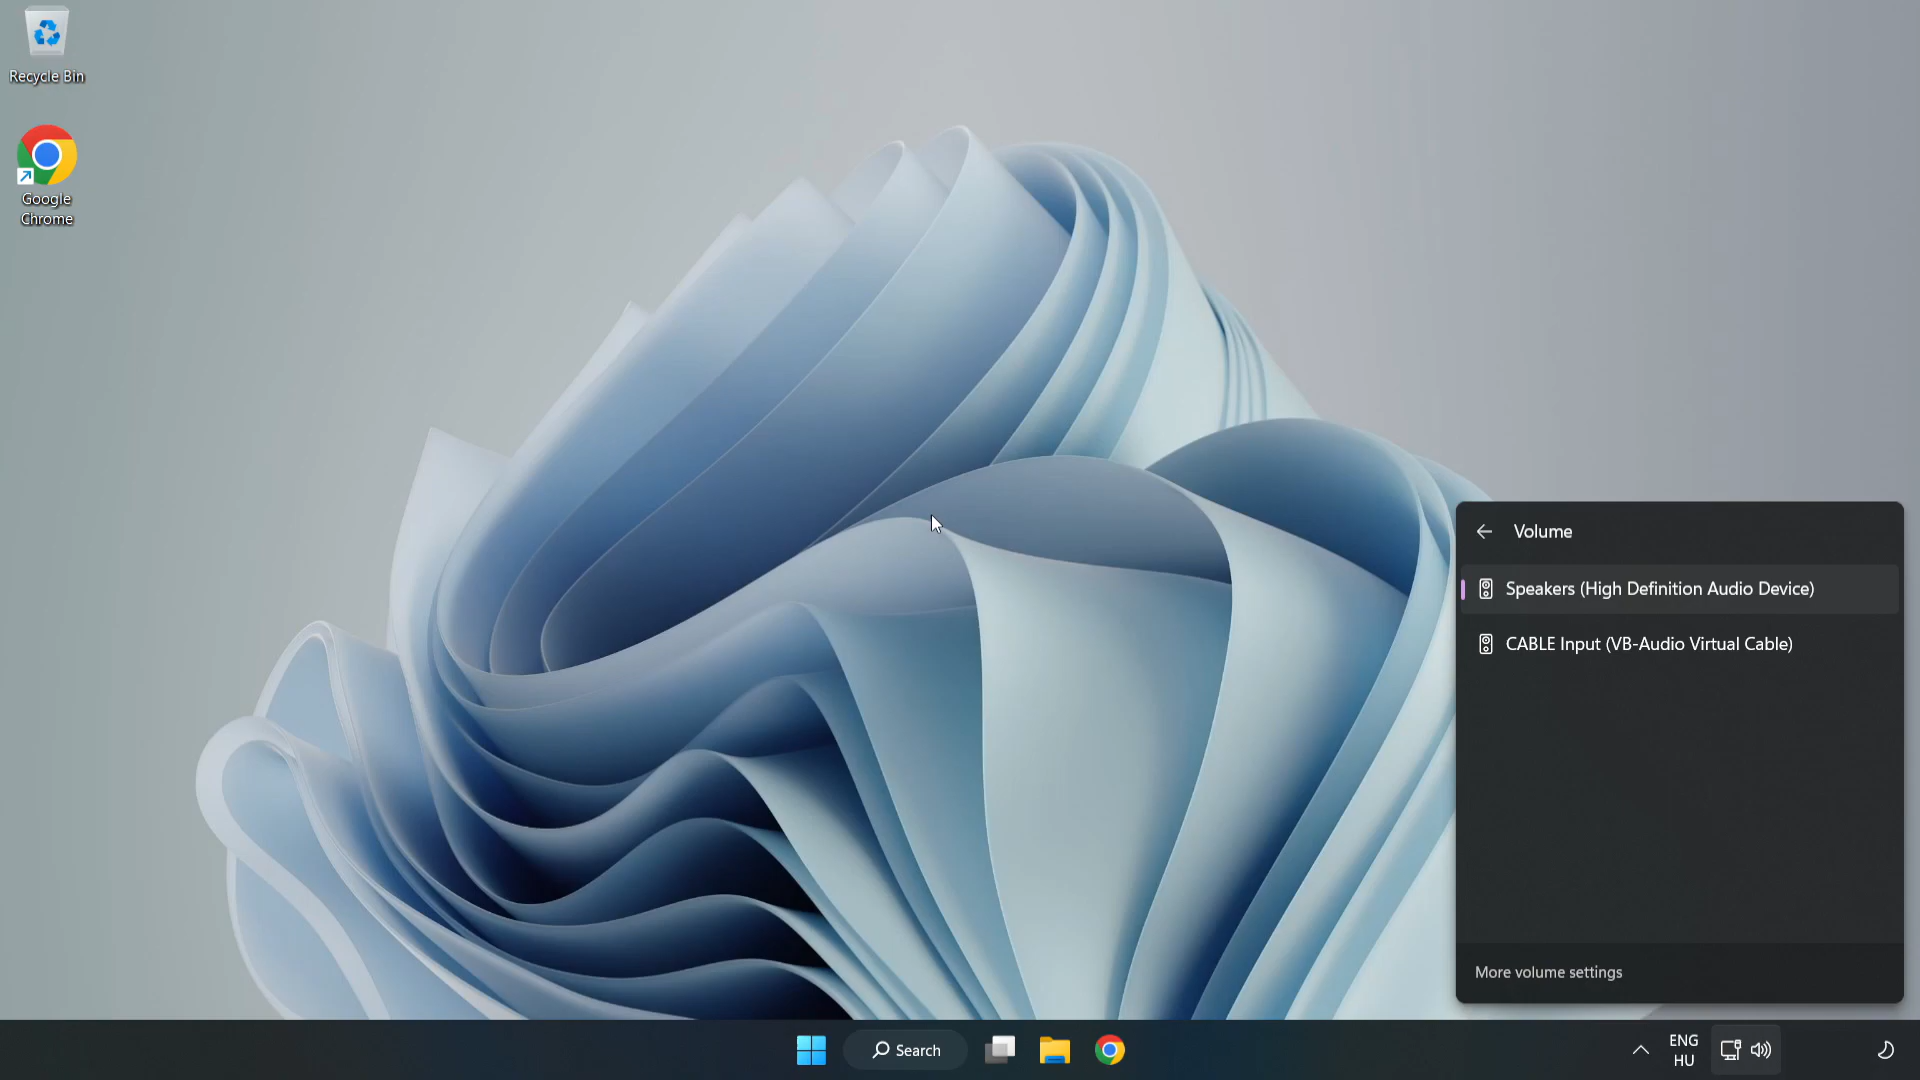 Recycle Bin
Google
Chrome
Volume
Speakers (High Definition Audio Device)
CABLE Input (VB-Audio Virtual Cable)
More volume settings
Search
ENG
HU